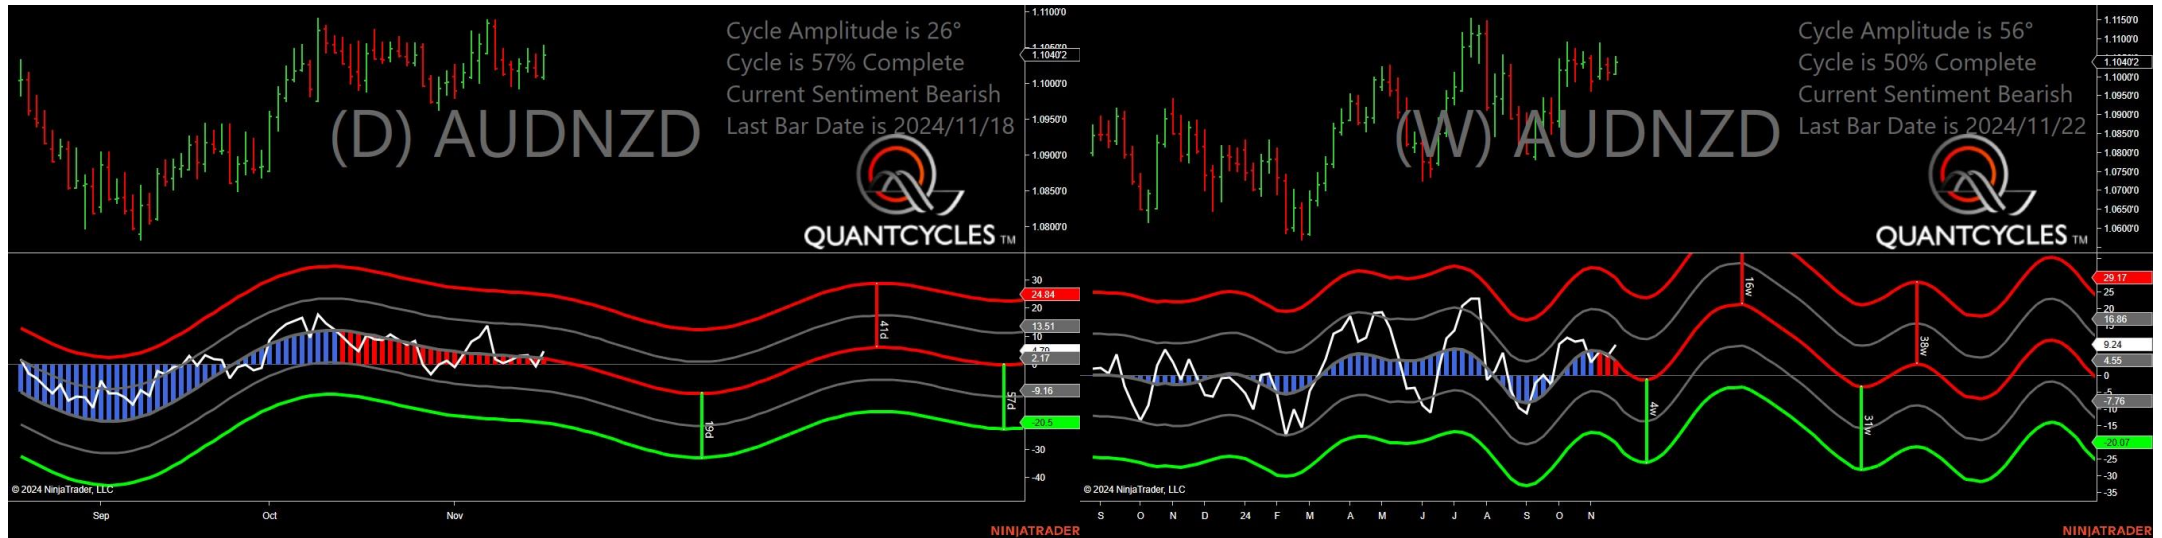 Cycle Amplitude is 26°
Cycle is 57% Complete
Current Sentiment Bearish
Last Bar Date is 2024/11/18
(D) AUDNZD
QUANTCYCLES TM
1.1100'0
1.1050'0
1.1040'2
1.1000'0
1.0950'0
1.0900'0
1.0850'0
1.0800'0
30
24.84
20
13.51
10
4.79
2.17
0
-9.16
-20.5
-30
-40
19d
41d
57d
© 2024 NinjaTrader, LLC
Sep
Oct
Nov
NINJATRADER
Cycle Amplitude is 56°
Cycle is 50% Complete
Current Sentiment Bearish
Last Bar Date is 2024/11/22
(W) AUDNZD
QUANTCYCLES TM
1.1150'0
1.1100'0
1.1040'2
1.1000'0
1.0950'0
1.0900'0
1.0850'0
1.0800'0
1.0750'0
1.0700'0
1.0650'0
1.0600'0
29.17
25
20
16.86
15
9.24
4.55
0
-5
-7.76
-10
-15
-20.07
-25
-30
-35
4w
16w
31w
38w
© 2024 NinjaTrader, LLC
S O N D 24 F M A M J J A S O N
NINJATRADER